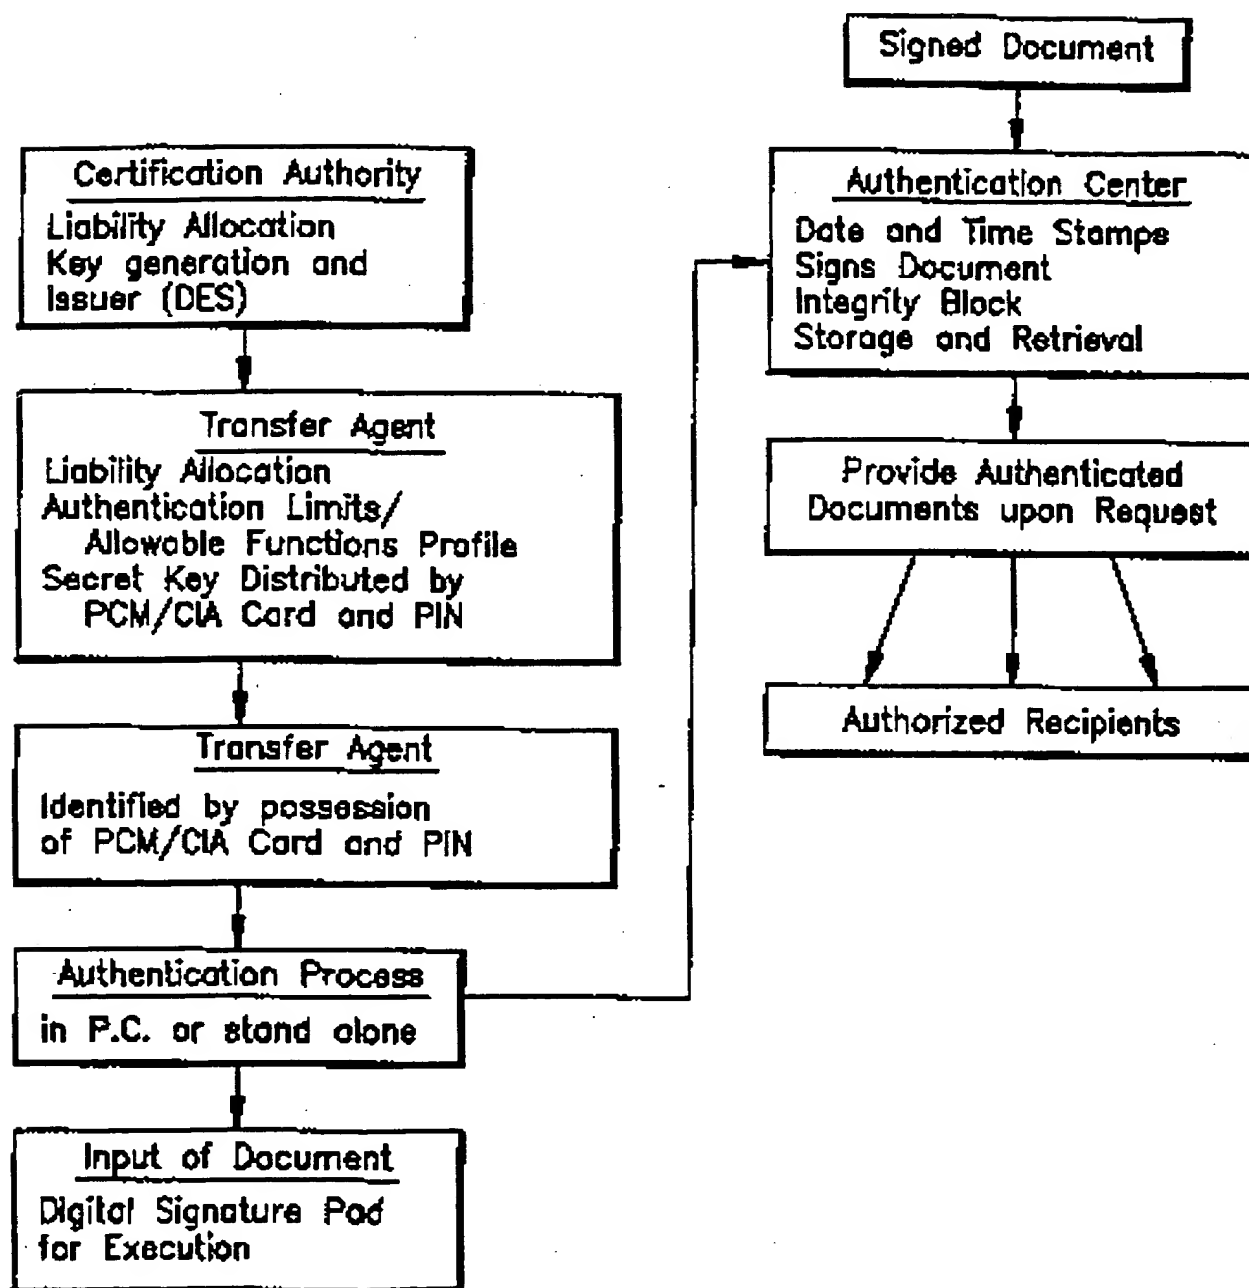 Certification Authority
Liability Allocation
Key generation and
Issuer (DES)
Transfer Agent
Liability Allocation
Authentication Limits/
Allowable Functions Profile
Secret Key Distributed by
PCM/CIA Card and PIN
Transfer Agent
Identified by possession
of PCM/CIA Card and PIN
Authentication Process
in P.C. or stand alone
Input of Document
Digital Signature Pad
for Execution
Signed Document
Authentication Center
Date and Time Stamps
Signs Document
Integrity Block
Storage and Retrieval
Provide Authenticated
Documents upon Request
Authorized Recipients